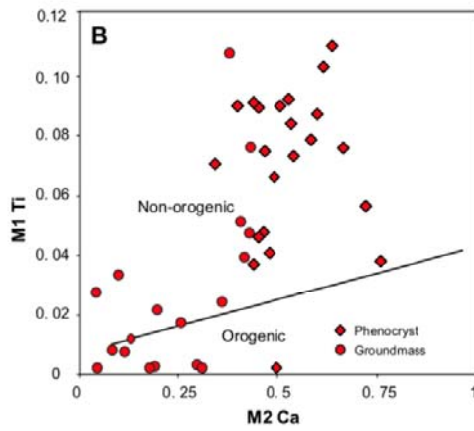 0.12
B
0. 10
0.08
M1 Ti
Non-orogenic
0.06
0.04
0. 02
Orogenic
Phenocryst
Groundmass
0
0
0. 25
0.5
0.75
1
M2 Ca